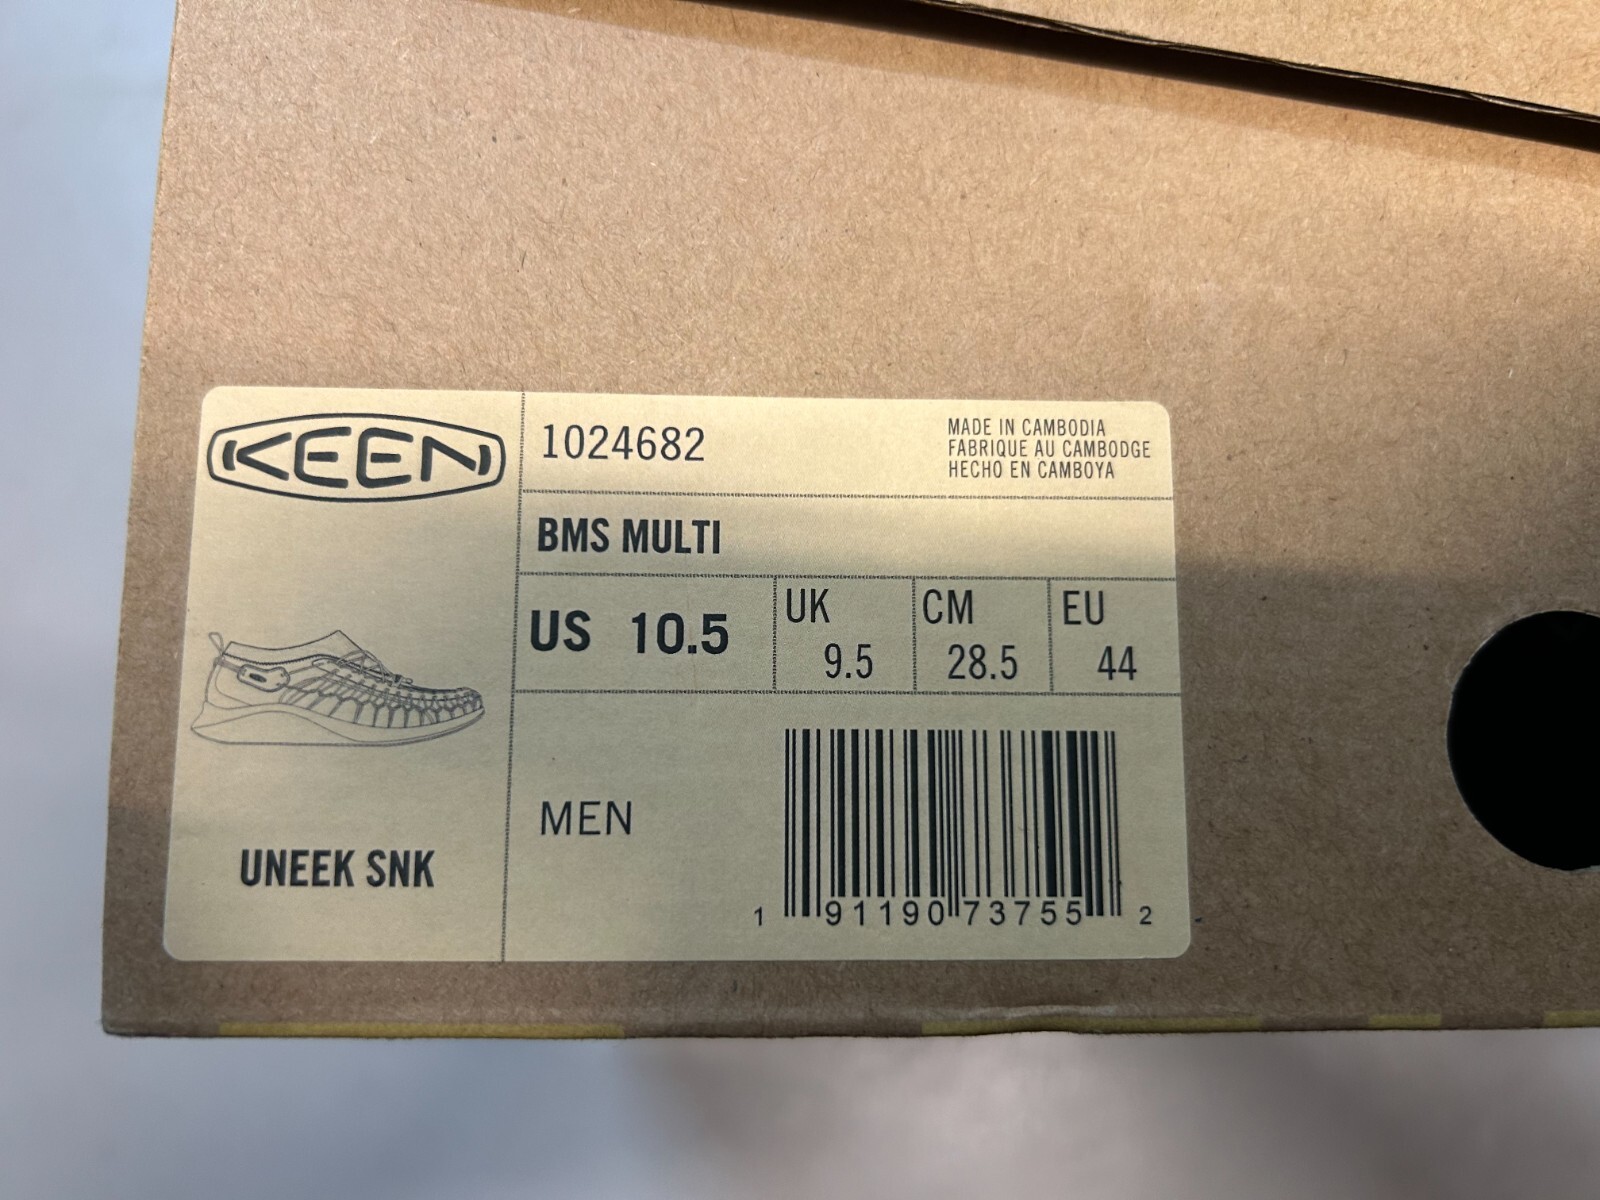 KEEN
1024682
MADE IN CAMBODIA
FABRIQUE AU CAMBODGE
HECHO EN CAMBOYA
BMS MULTI
US 10.5
UK
9.5
CM
28.5
EU
44
MEN
UNEEK SNK
1 91190 73755 2